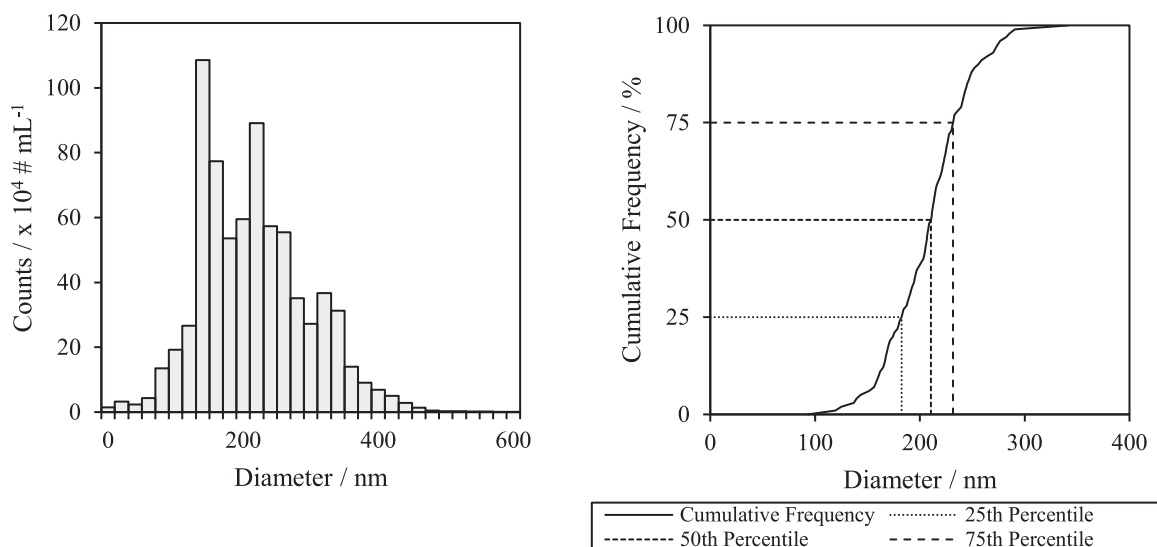 120
100
80
60
40
20
0
Counts / x 10⁴ # mL⁻¹
0 200 400 600
Diameter / nm
100
75
50
25
0
Cumulative Frequency / %
0 100 200 300 400
Diameter / nm
Cumulative Frequency 25th Percentile
50th Percentile 75th Percentile